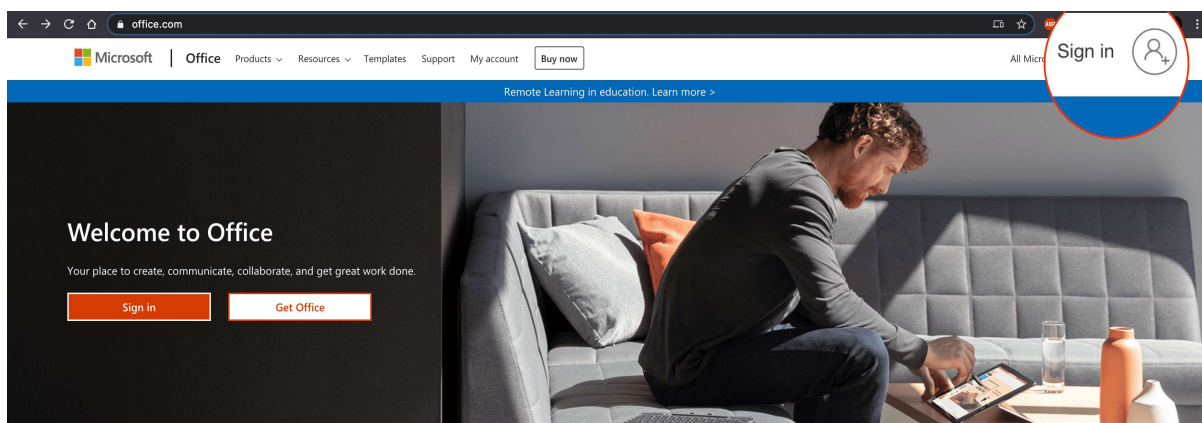 office.com
ABP
Microsoft Office Products Resources Templates Support My account Buy now All Micro
Sign in
Remote Learning in education. Learn more >
Welcome to Office
Your place to create, communicate, collaborate, and get great work done.
Sign in Get Office